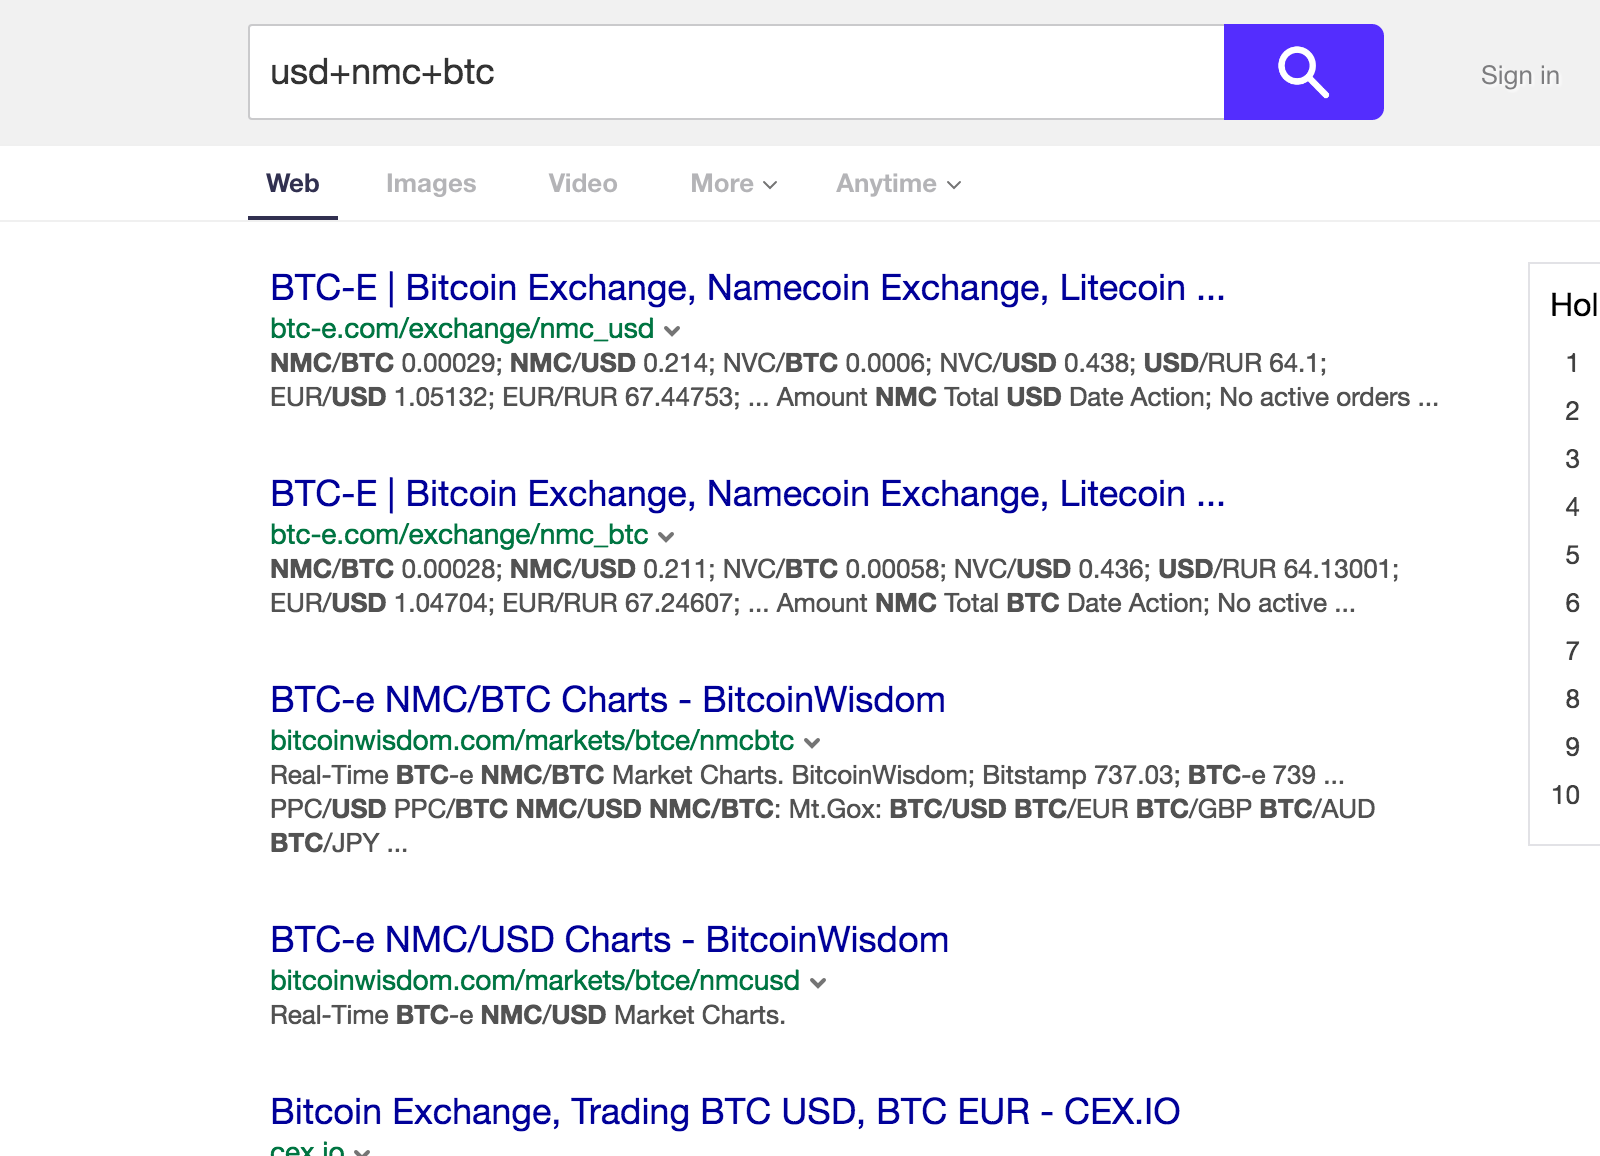 usd+nmc+btc
Sign in
Web Images Video More Anytime
BTC-E | Bitcoin Exchange, Namecoin Exchange, Litecoin ...
btc-e.com/exchange/nmc_usd
NMC/BTC 0.00029; NMC/USD 0.214; NVC/BTC 0.0006; NVC/USD 0.438; USD/RUR 64.1;
EUR/USD 1.05132; EUR/RUR 67.44753; ... Amount NMC Total USD Date Action; No active orders ...
BTC-E | Bitcoin Exchange, Namecoin Exchange, Litecoin ...
btc-e.com/exchange/nmc_btc
NMC/BTC 0.00028; NMC/USD 0.211; NVC/BTC 0.00058; NVC/USD 0.436; USD/RUR 64.13001;
EUR/USD 1.04704; EUR/RUR 67.24607; ... Amount NMC Total BTC Date Action; No active ...
BTC-e NMC/BTC Charts - BitcoinWisdom
bitcoinwisdom.com/markets/btce/nmcbtc
Real-Time BTC-e NMC/BTC Market Charts. BitcoinWisdom; Bitstamp 737.03; BTC-e 739 ...
PPC/USD PPC/BTC NMC/USD NMC/BTC: Mt.Gox: BTC/USD BTC/EUR BTC/GBP BTC/AUD
BTC/JPY ...
BTC-e NMC/USD Charts - BitcoinWisdom
bitcoinwisdom.com/markets/btce/nmcusd
Real-Time BTC-e NMC/USD Market Charts.
Bitcoin Exchange, Trading BTC USD, BTC EUR - CEX.IO
cex.io
Hol
1
2
3
4
5
6
7
8
9
10